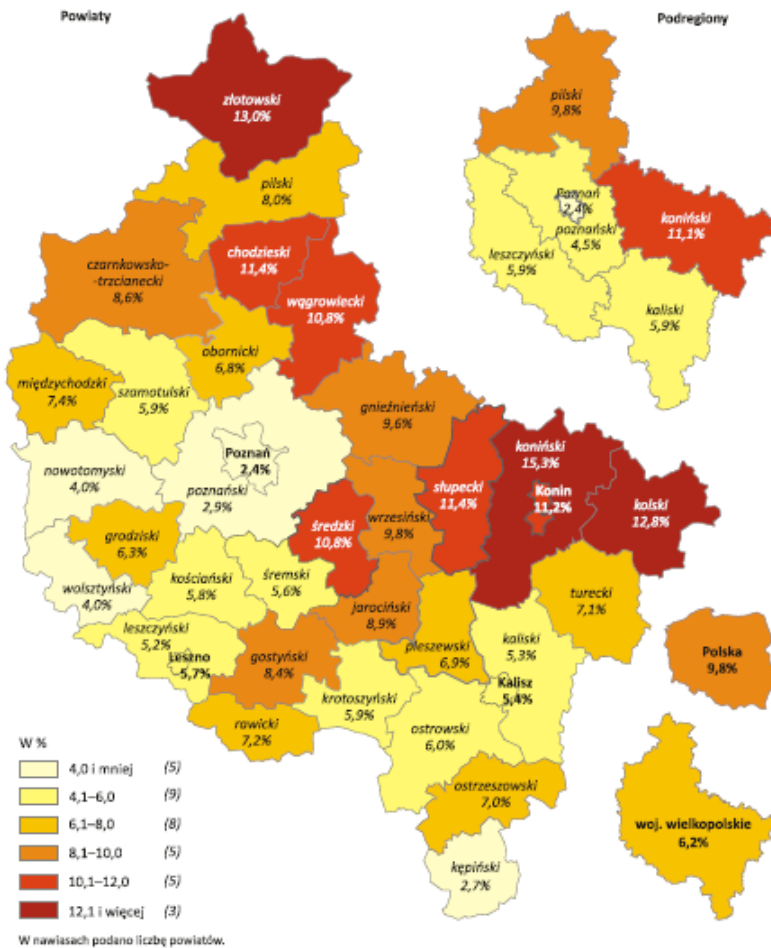 Powiaty
Podregiony
złotowski
13,0%
pilski
8,0%
chodzieski
11,4%
czarnkowsko-
-trzcianecki
8,6%
wągrowiecki
10,8%
obornicki
6,8%
międzychodzki
7,4%
szamotulski
5,9%
gnieźnieński
9,6%
nowotomyski
4,0%
Poznań
2,4%
poznański
2,9%
słupecki
11,4%
koniński
15,3%
Konin
11,2%
kolski
12,8%
średzki
10,8%
wrzesiński
9,8%
grodziski
6,3%
wolsztyński
4,0%
kościański
5,8%
śremski
5,6%
jarociński
8,9%
turecki
7,1%
leszczyński
5,2%
Leszno
5,7%
gostyński
8,4%
pleszewski
6,9%
kaliski
5,3%
Kalisz
5,4%
krotoszyński
5,9%
rawicki
7,2%
ostrowski
6,0%
ostrzeszowski
7,0%
kępiński
2,7%
pilski
9,8%
Poznań
2,4%
poznański
4,5%
koniński
11,1%
leszczyński
5,9%
kaliski
5,9%
Polska
9,8%
woj. wielkopolskie
6,2%
W %
4,0 i mniej (5)
4,1–6,0 (9)
6,1–8,0 (8)
8,1–10,0 (5)
10,1–12,0 (5)
12,1 i więcej (3)
W nawiasach podano liczbę powiatów.